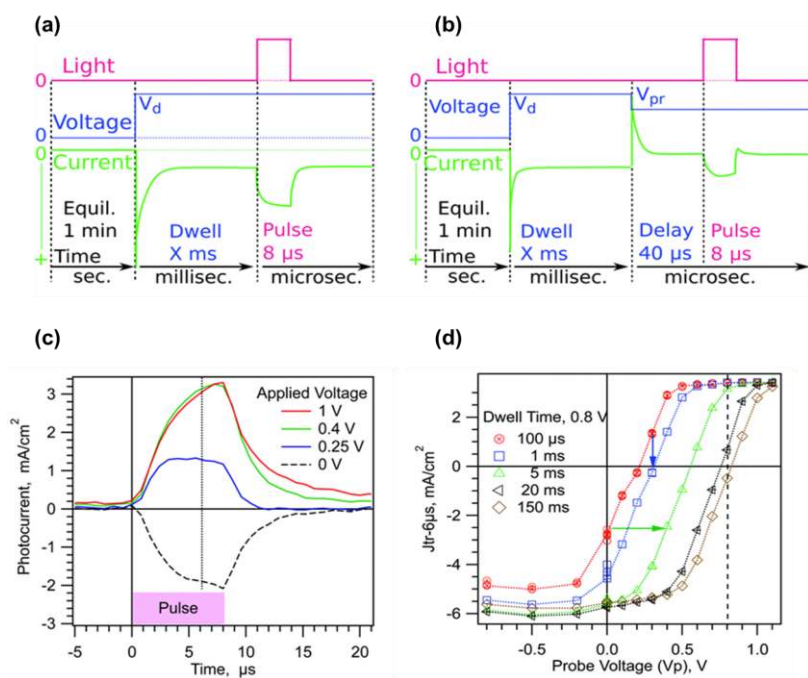 (a)
Light
0
Voltage
V_d
0
0
Current
Equil.
1 min
Dwell
X ms
Pulse
8 µs
+
Time
sec.
millisec.
microsec.
(b)
Light
0
Voltage
V_d
V_pr
0
0
Current
Equil.
1 min
Dwell
X ms
Delay
40 µs
Pulse
8 µs
+
Time
sec.
millisec.
microsec.
(c)
Photocurrent, mA/cm²
3
2
1
0
-1
-2
-3
Applied Voltage
1 V
0.4 V
0.25 V
0V
Pulse
-5
0
5
10
15
20
Time, µs
(d)
Jtr-6µs, mA/cm²
2
0
-2
-4
-6
Dwell Time, 0.8 V
100 µs
1 ms
5 ms
20 ms
150 ms
-0.5
0.0
0.5
1.0
Probe Voltage (Vp), V